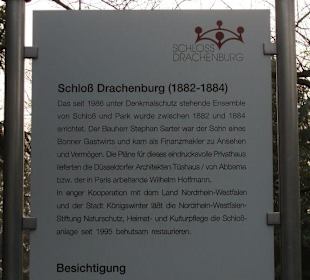 SCHLOSS
DRACHENBURG
Schloß Drachenburg (1882-1884)
Das seit 1986 unter Denkmalschutz stehende Ensemble
von Schloß und Park wurde zwischen 1882 und 1884
errichtet. Der Bauherr Stephan Sarter war der Sohn eines
Bonner Gastwirts und kam als Finanzmakler zu Ansehen
und Vermögen. Die Pläne für dieses eindrucksvolle Privathaus
lieferten die Düsseldorfer Architekten Tüshaus / von Abbema
bzw. der in Paris arbeitende Wilhelm Hoffmann.
In enger Kooperation mit dem Land Nordrhein-Westfalen
und der Stadt Königswinter läßt die Nordrhein-Westfalen-
Stiftung Naturschutz, Heimat- und Kulturpflege die Schloß-
anlage seit 1995 behutsam restaurieren.
Besichtigung